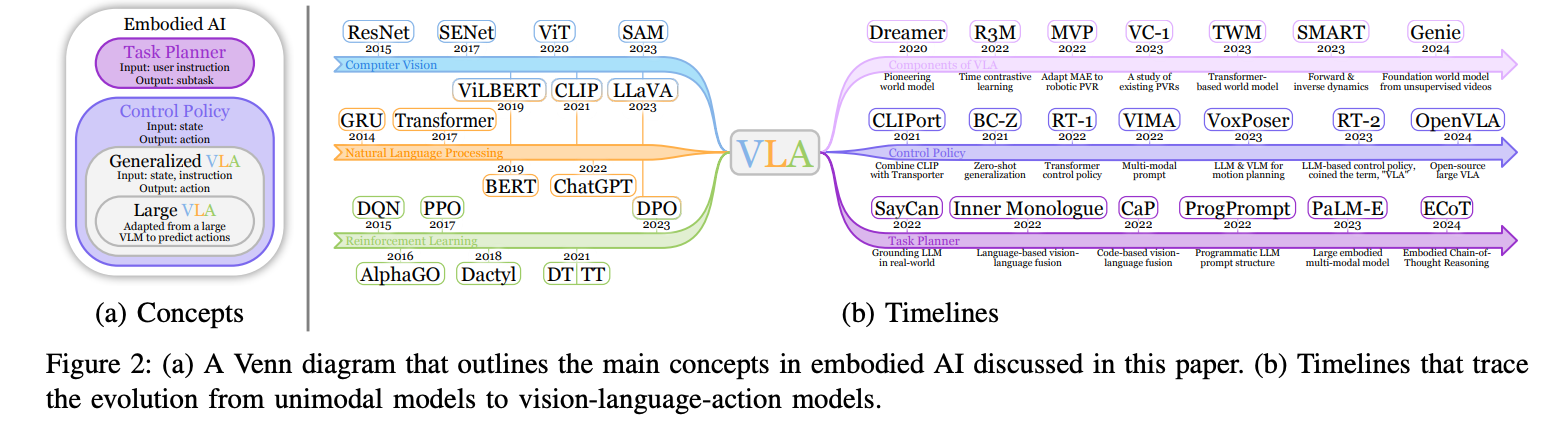 Embodied AI
Task Planner
Input: user instruction
Output: subtask
Control Policy
Input: state
Output: action
Generalized VLA
Input: state, instruction
Output: action
Large VLA
Adapted from a large
VLM to predict actions
(a) Concepts
ResNet SENet ViT SAM
2015 2017 2020 2023
Computer Vision
ViLBERT CLIP LLaVA
2019 2021 2023
GRU Transformer
2014 2017
Natural Language Processing
2019 2022
BERT ChatGPT
DQN PPO DPO
2015 2017 2023
Reinforcement Learning
2016 2018 2021
AlphaGO Dactyl DT TT
VLA
Dreamer R3M MVP VC-1 TWM SMART Genie
2020 2022 2022 2023 2023 2023 2024
Components of VLA
Pioneering Time contrastive Adapt MAE to A study of Transformer- Forward & Foundation world model
world model learning robotic PVR existing PVRs based world model inverse dynamics from unsupervised videos
CLIPort BC-Z RT-1 VIMA VoxPoser RT-2 OpenVLA
2021 2021 2022 2022 2023 2023 2024
Control Policy
Combine CLIP Zero-shot Transformer Multi-modal LLM & VLM for LLM-based control policy, Open-source
with Transporter generalization control policy prompt motion planning coined the term, "VLA" large VLA
SayCan Inner Monologue CaP ProgPrompt PaLM-E ECoT
2022 2022 2022 2022 2023 2024
Task Planner
Grounding LLM Language-based vision- Code-based vision- Programmatic LLM Large embodied Embodied Chain-of-
in real-world language fusion language fusion prompt structure multi-modal model Thought Reasoning
(b) Timelines
Figure 2: (a) A Venn diagram that outlines the main concepts in embodied AI discussed in this paper. (b) Timelines that trace
the evolution from unimodal models to vision-language-action models.